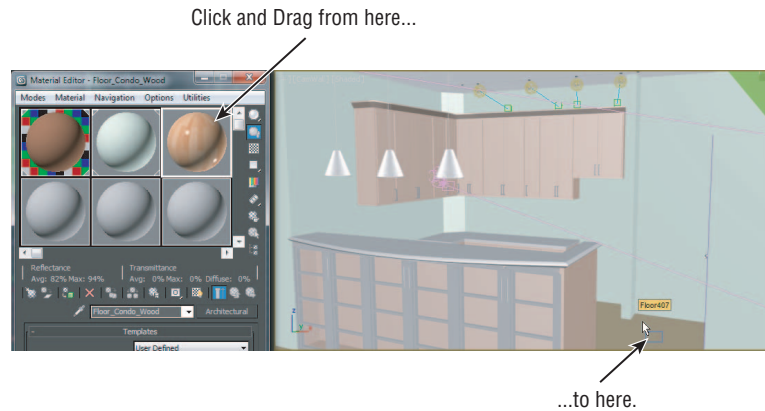 Click and Drag from here...
Material Editor - Floor_Condo_Wood
Modes Material Navigation Options Utilities
Reflectance
Avg: 82% Max: 94%
Transmittance
Avg: 0% Max: 0% Diffuse: 0%
Floor_Condo_Wood
Architectural
Templates
User Defined
Floor407
z
x
...to here.